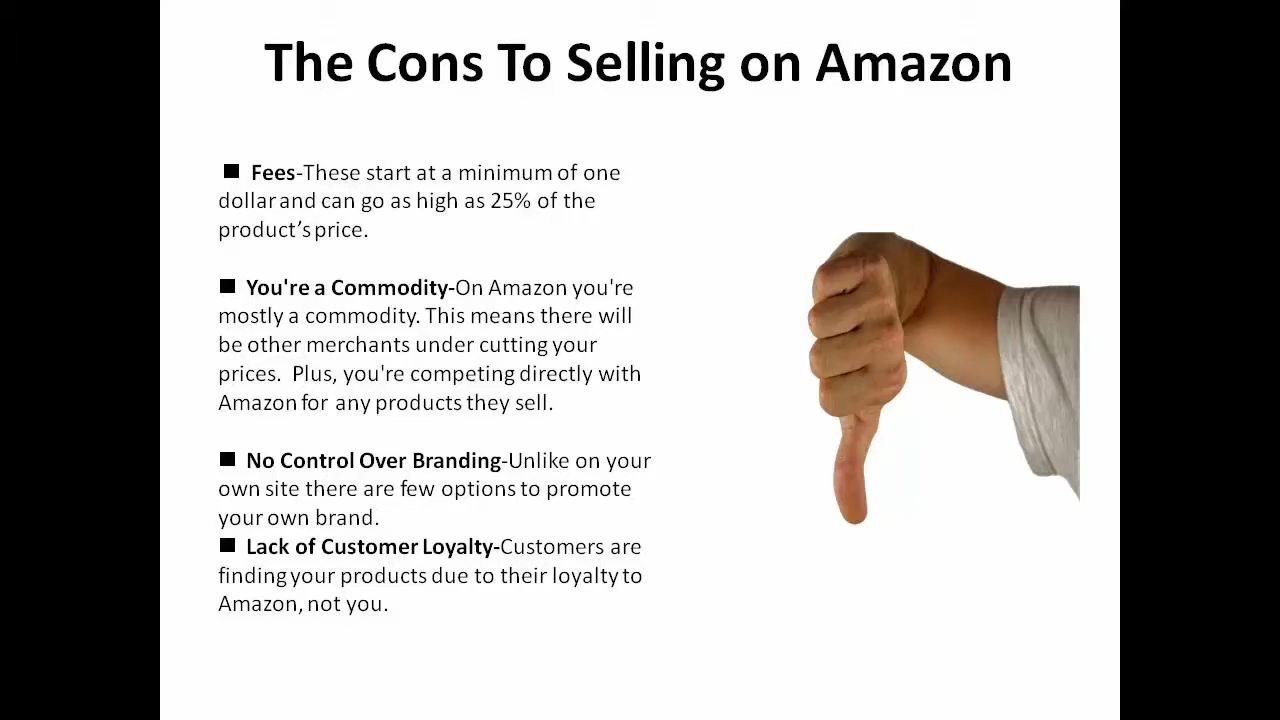 The Cons To Selling on Amazon
■ Fees-These start at a minimum of one
dollar and can go as high as 25% of the
product’s price.
■ You're a Commodity-On Amazon you're
mostly a commodity. This means there will
be other merchants under cutting your
prices.  Plus, you're competing directly with
Amazon for any products they sell.
■ No Control Over Branding-Unlike on your
own site there are few options to promote
your own brand.
■ Lack of Customer Loyalty-Customers are
finding your products due to their loyalty to
Amazon, not you.